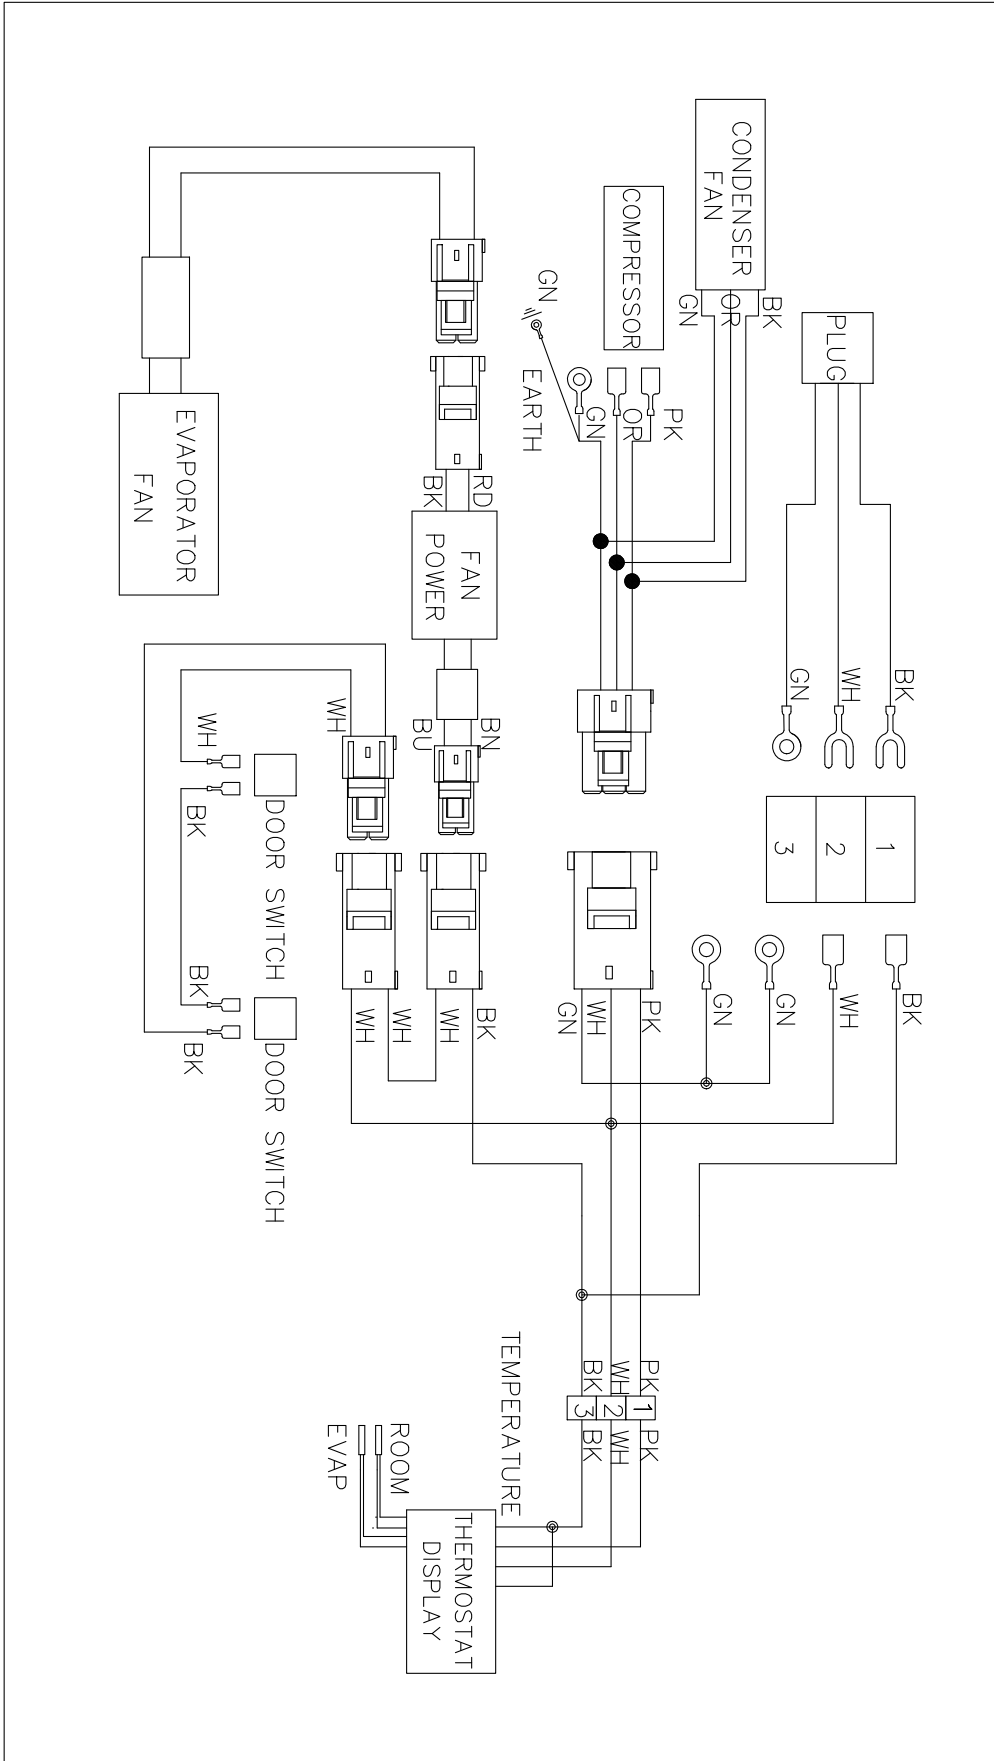 BK
BK
1
WH
WH
PLUG
2
GN
3
GN
BK
CONDENSER
FAN
OR
GN
GN
PK
PK
PK
1
PK
COMPRESSOR
OR
WH
2
WH
GN
WH
BK
3
BK
GN
GN
EARTH
TEMPERATURE
RD
BN
BK
FAN
POWER
THERMOSTAT
DISPLAY
WH
BK
BU
WH
ROOM
WH
WH
EVAP
DOOR SWITCH
DOOR SWITCH
WH
BK
BK
BK
EVAPORATOR
FAN